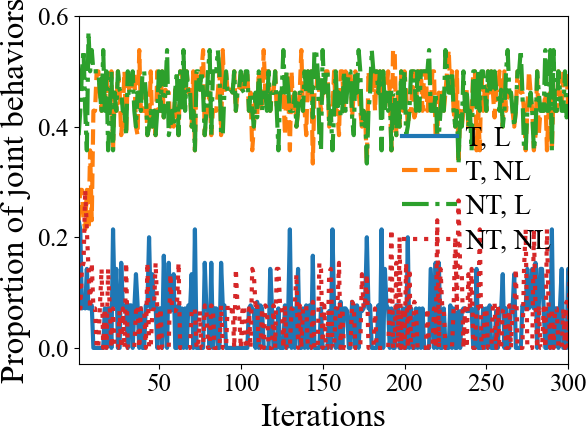 Proportion of joint behaviors
0.6
0.4
0.2
0.0
T, L
T, NL
NT, L
NT, NL
50
100
150
200
250
300
Iterations